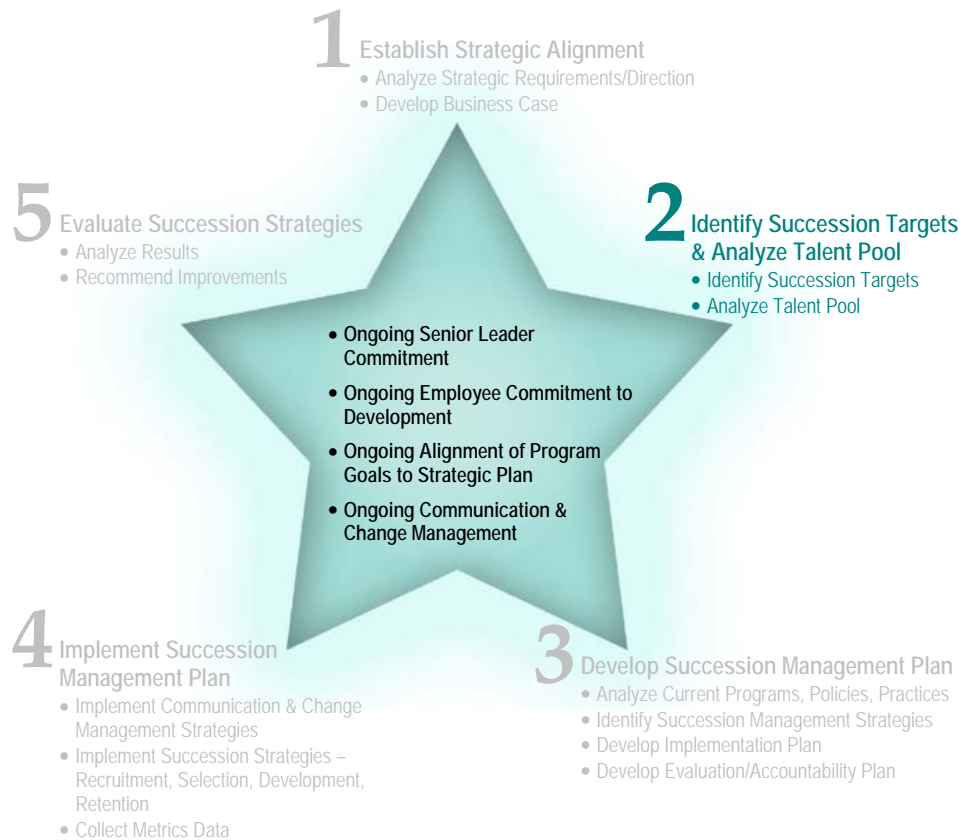 1 Establish Strategic Alignment
• Analyze Strategic Requirements/Direction
• Develop Business Case
5 Evaluate Succession Strategies
• Analyze Results
• Recommend Improvements
2 Identify Succession Targets
& Analyze Talent Pool
• Identify Succession Targets
• Analyze Talent Pool
• Ongoing Senior Leader
Commitment
• Ongoing Employee Commitment to
Development
• Ongoing Alignment of Program
Goals to Strategic Plan
• Ongoing Communication &
Change Management
4 Implement Succession
Management Plan
• Implement Communication & Change
Management Strategies
• Implement Succession Strategies –
Recruitment, Selection, Development,
Retention
• Collect Metrics Data
3 Develop Succession Management Plan
• Analyze Current Programs, Policies, Practices
• Identify Succession Management Strategies
• Develop Implementation Plan
• Develop Evaluation/Accountability Plan